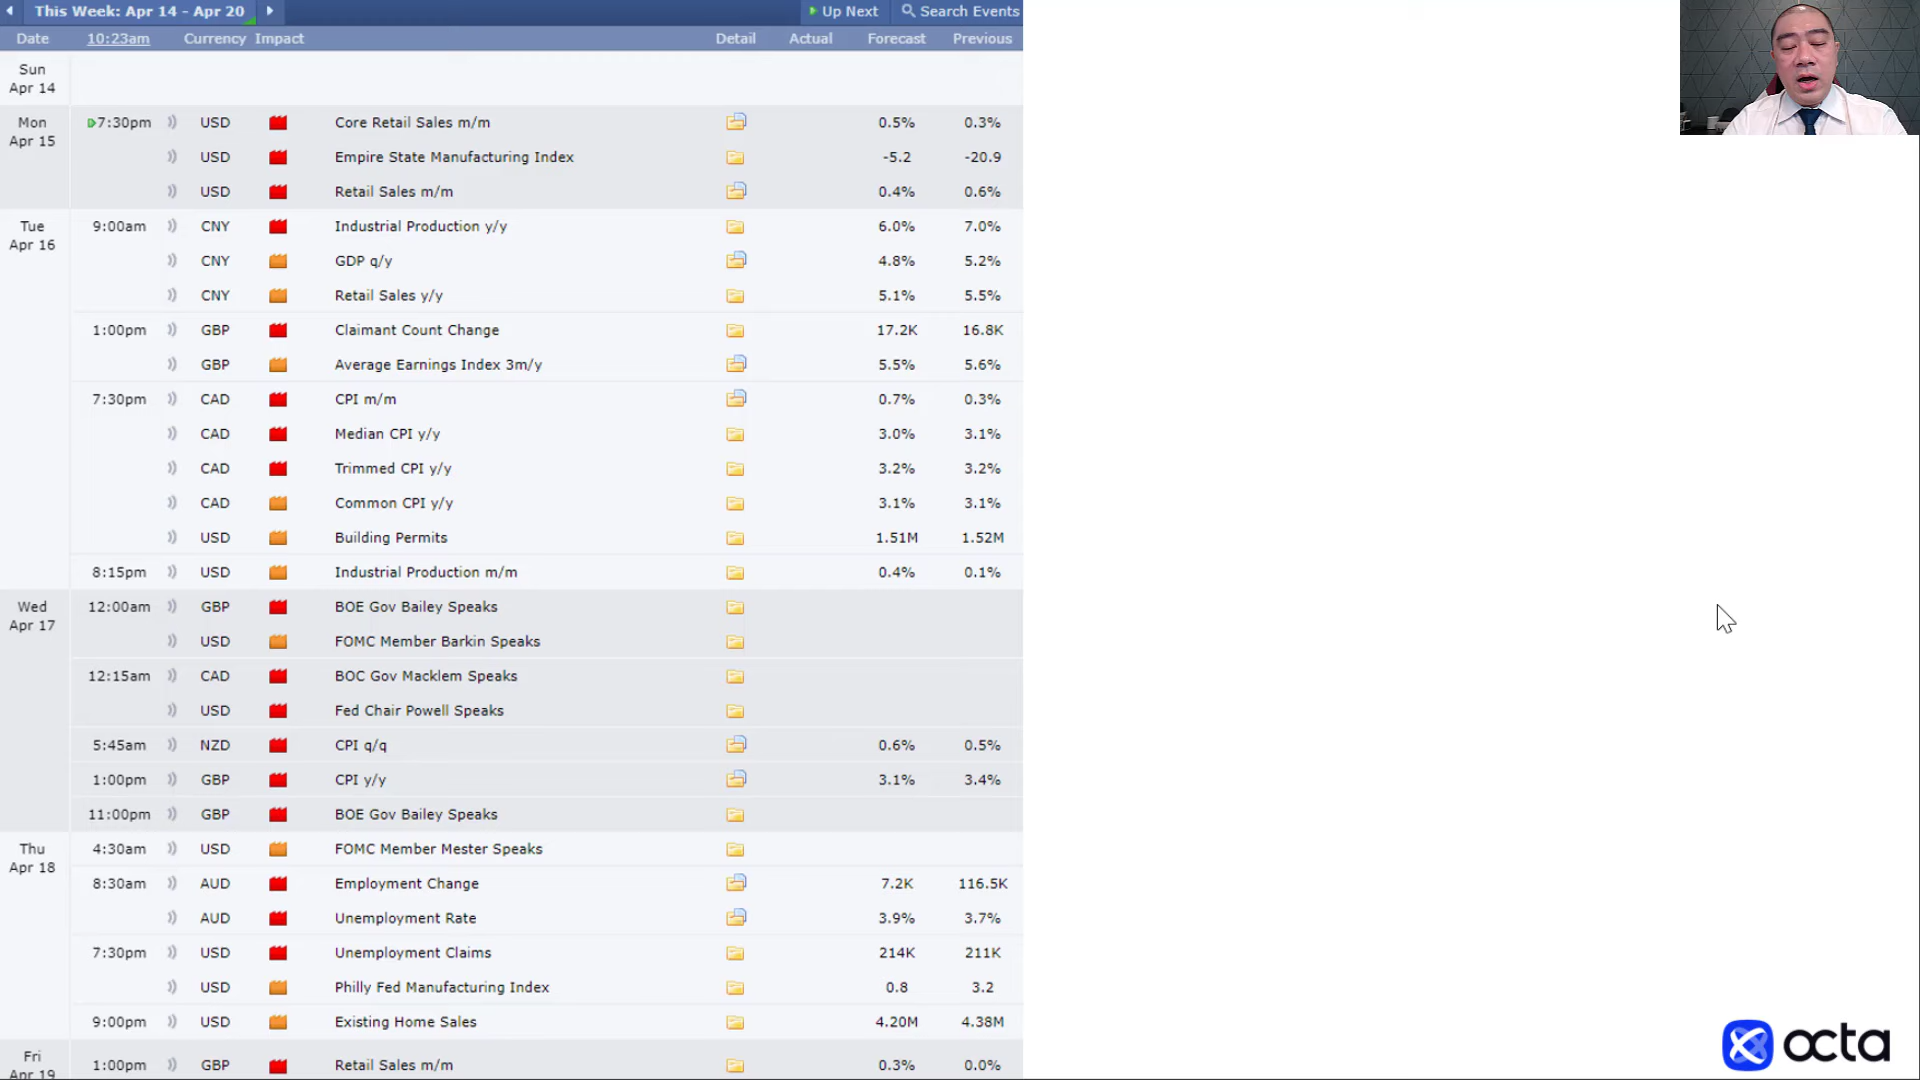 This Week: Apr 14 - Apr 20 Up Next Search Events
Date 10:23am Currency Impact Detail Actual Forecast Previous
Sun
Apr 14
Mon
Apr 15
7:30pm USD Core Retail Sales m/m 0.5% 0.3%
USD Empire State Manufacturing Index -5.2 -20.9
USD Retail Sales m/m 0.4% 0.6%
Tue
Apr 16
9:00am CNY Industrial Production y/y 6.0% 7.0%
CNY GDP q/y 4.8% 5.2%
CNY Retail Sales y/y 5.1% 5.5%
1:00pm GBP Claimant Count Change 17.2K 16.8K
GBP Average Earnings Index 3m/y 5.5% 5.6%
7:30pm CAD CPI m/m 0.7% 0.3%
CAD Median CPI y/y 3.0% 3.1%
CAD Trimmed CPI y/y 3.2% 3.2%
CAD Common CPI y/y 3.1% 3.1%
USD Building Permits 1.51M 1.52M
8:15pm USD Industrial Production m/m 0.4% 0.1%
Wed
Apr 17
12:00am GBP BOE Gov Bailey Speaks
USD FOMC Member Barkin Speaks
12:15am CAD BOC Gov Macklem Speaks
USD Fed Chair Powell Speaks
5:45am NZD CPI q/q 0.6% 0.5%
1:00pm GBP CPI y/y 3.1% 3.4%
11:00pm GBP BOE Gov Bailey Speaks
Thu
Apr 18
4:30am USD FOMC Member Mester Speaks
8:30am AUD Employment Change 7.2K 116.5K
AUD Unemployment Rate 3.9% 3.7%
7:30pm USD Unemployment Claims 214K 211K
USD Philly Fed Manufacturing Index 0.8 3.2
9:00pm USD Existing Home Sales 4.20M 4.38M
Fri
Apr 19
1:00pm GBP Retail Sales m/m 0.3% 0.0%
octa